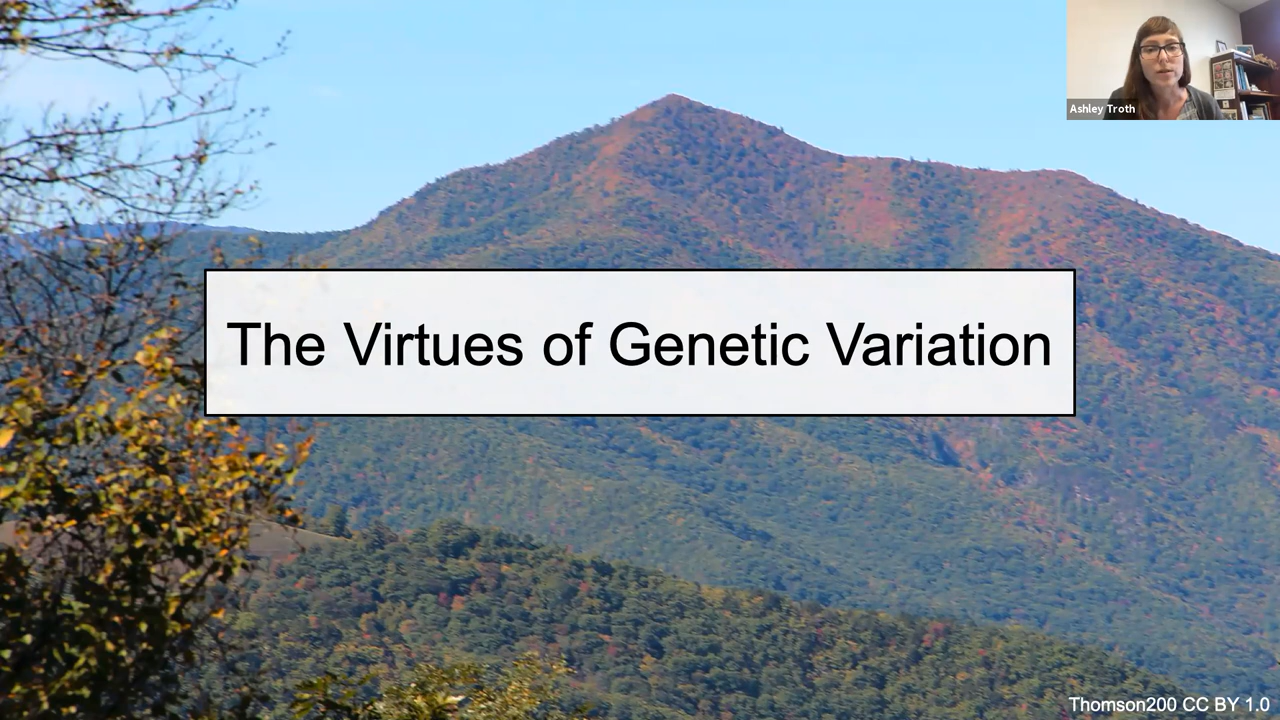 Ashley Troth
The Virtues of Genetic Variation
Thomson200 CC BY 1.0